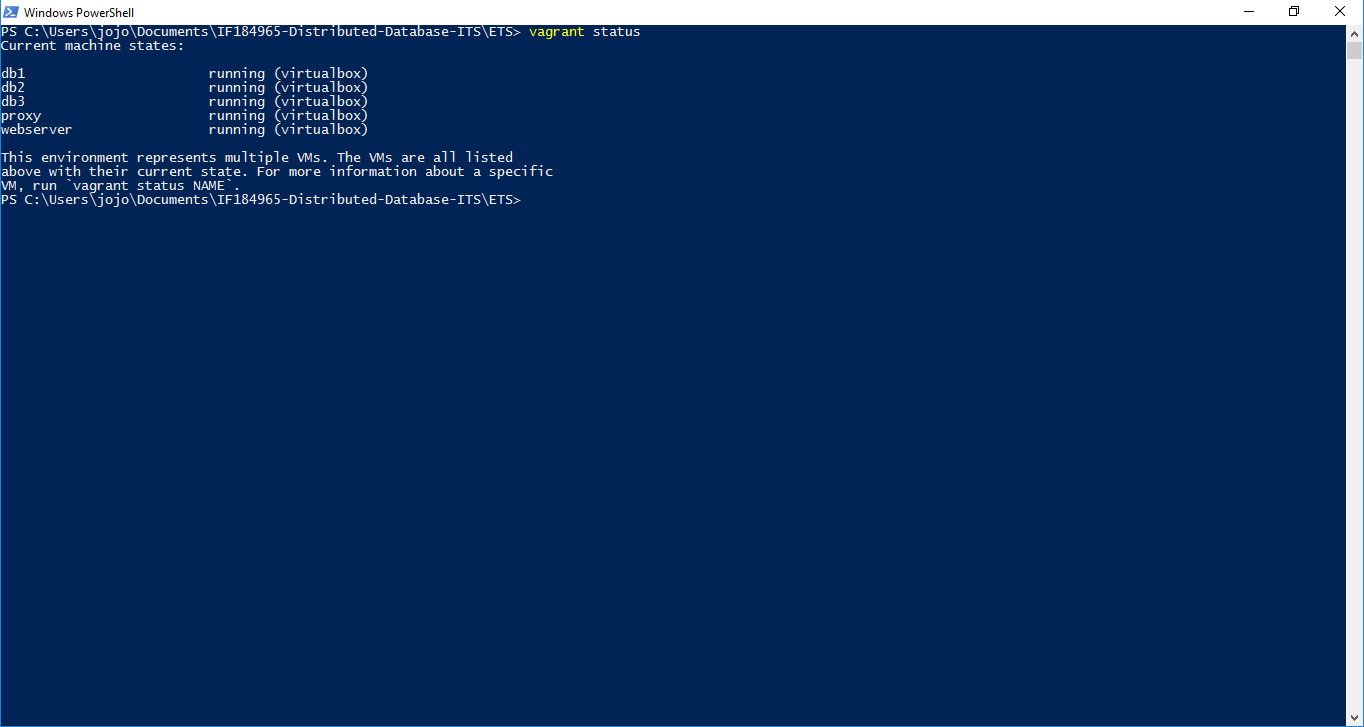 Windows PowerShell
PS C:\Users\jojo\Documents\IF184965-Distributed-Database-ITS\ETS> vagrant status
Current machine states:
db1                       running (virtualbox)
db2                       running (virtualbox)
db3                       running (virtualbox)
proxy                     running (virtualbox)
webserver                 running (virtualbox)
This environment represents multiple VMs. The VMs are all listed
above with their current state. For more information about a specific
VM, run `vagrant status NAME`.
PS C:\Users\jojo\Documents\IF184965-Distributed-Database-ITS\ETS>